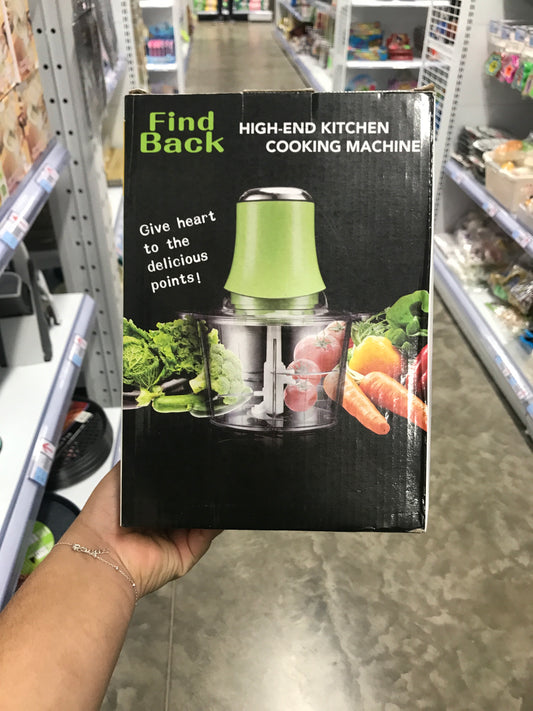 Find
Back
HIGH-END KITCHEN
COOKING MACHINE
Give heart
to the
delicious
points!